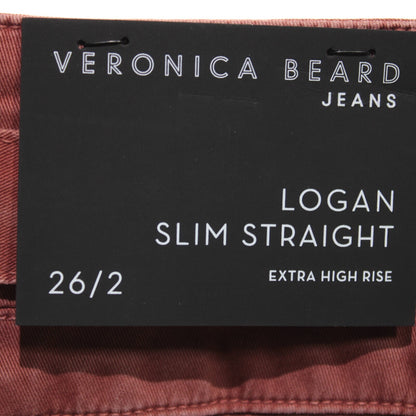 VERONICA BEARD
JEANS
LOGAN
SLIM STRAIGHT
EXTRA HIGH RISE
26/2